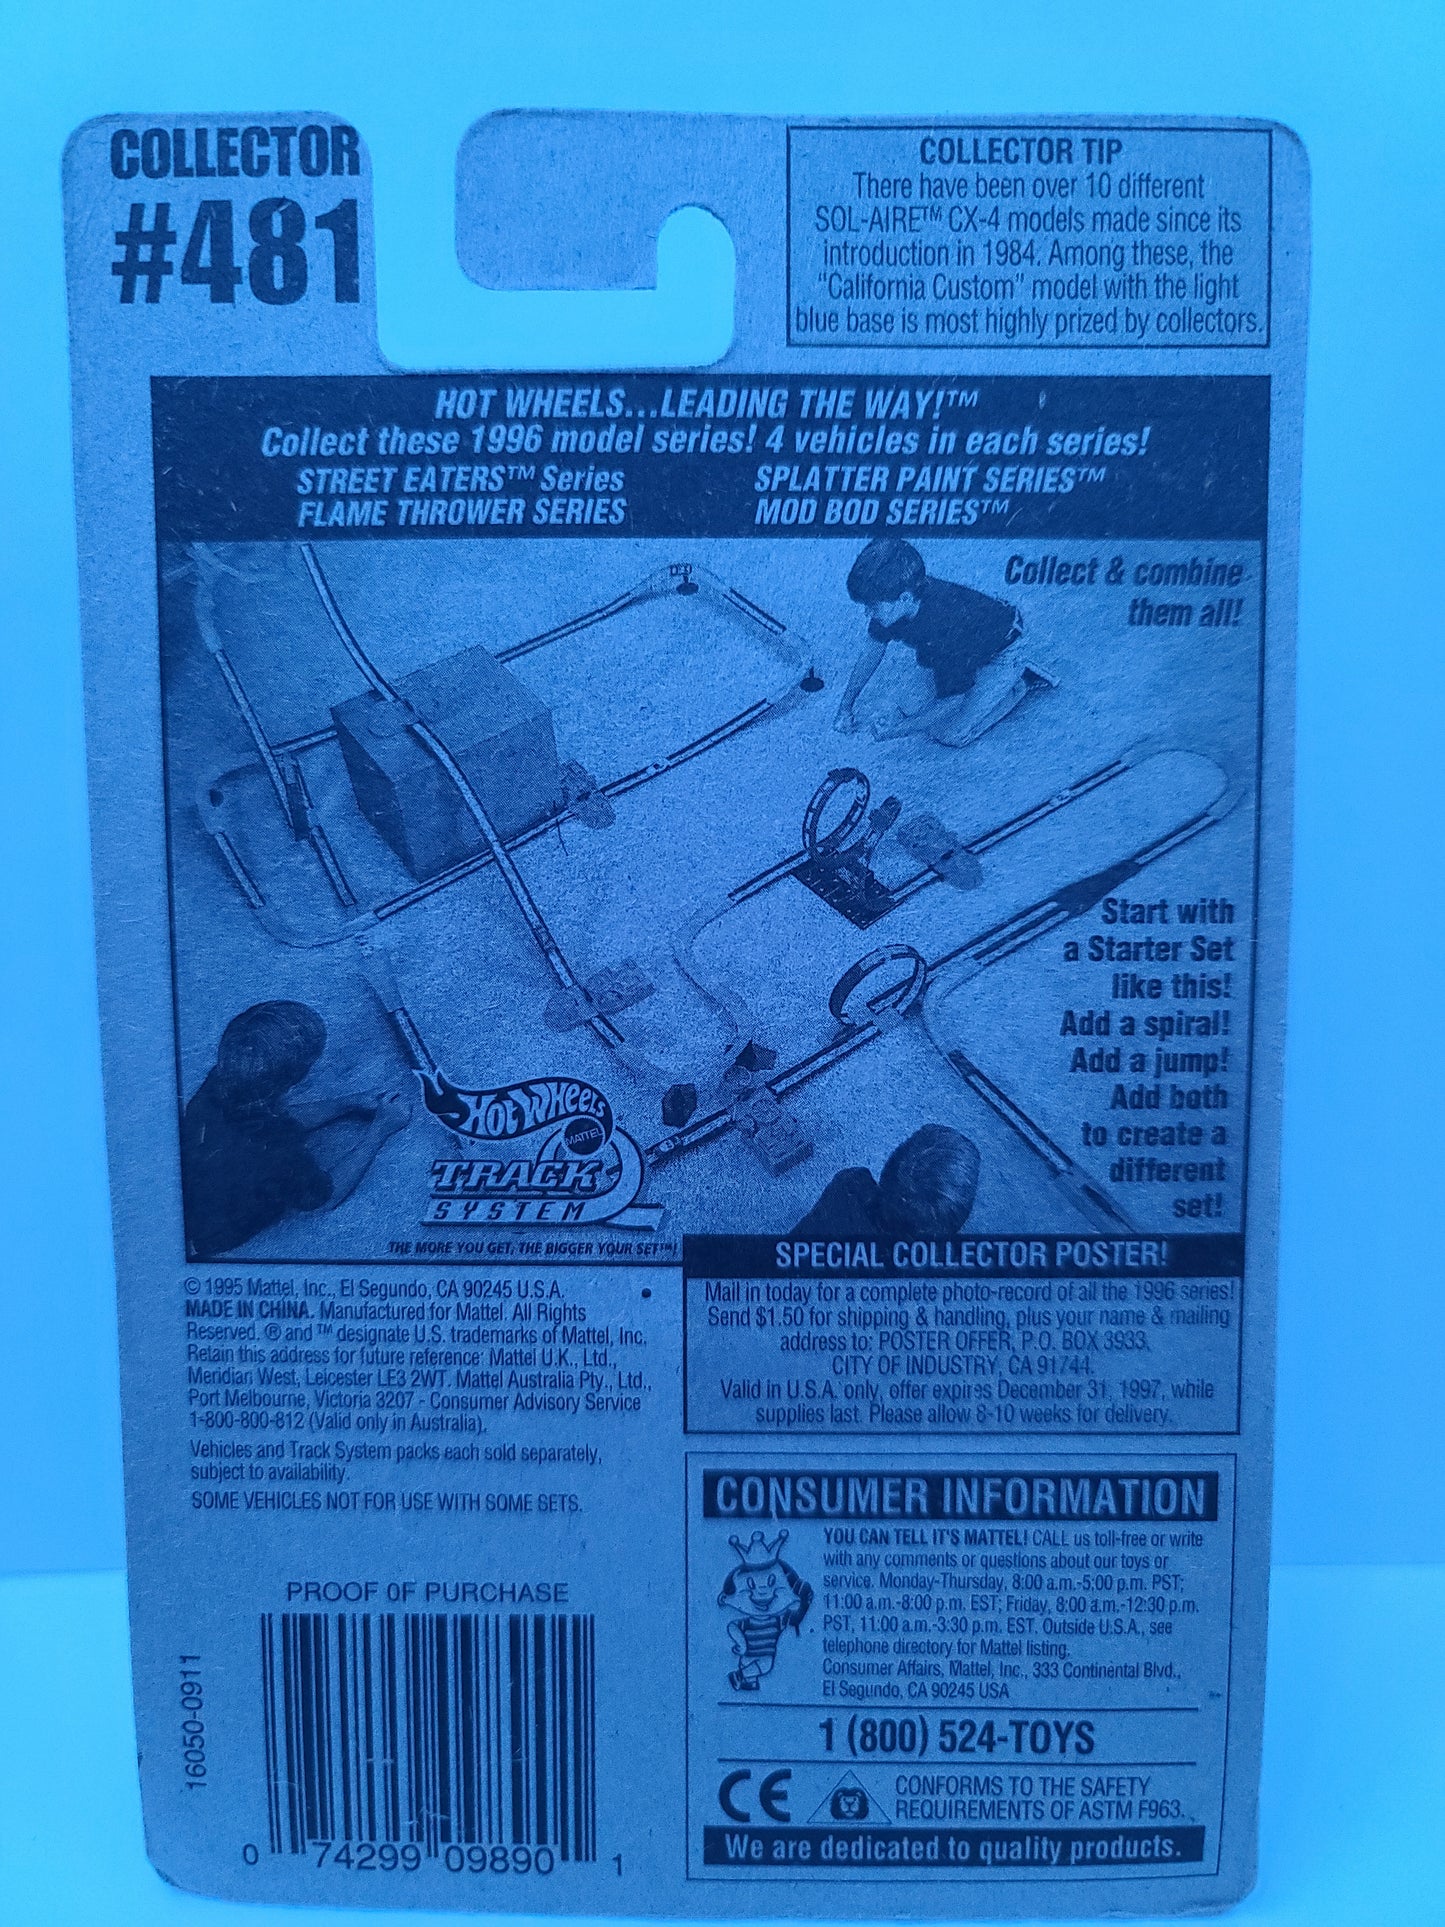 COLLECTOR
#481
COLLECTOR TIP
There have been over 10 different
SOL-AIRE™ CX-4 models made since its
introduction in 1984. Among these, the
"California Custom" model with the light
blue base is most highly prized by collectors.
HOT WHEELS...LEADING THE WAY!™
Collect these 1996 model series! 4 vehicles in each series!
STREET EATERS™ Series
SPLATTER PAINT SERIES™
FLAME THROWER SERIES
MOD BOD SERIES™
Collect & combine
them all!
Start with
a Starter Set
like this!
Add a spiral!
Add a jump!
Add both
to create a
different
set!
HOT WHEELS
MATTEL
TRACK
SYSTEM
THE MORE YOU GET, THE BIGGER YOUR SET™!
© 1995 Mattel, Inc., El Segundo, CA 90245 U.S.A.
MADE IN CHINA. Manufactured for Mattel. All Rights
Reserved. ® and ™ designate U.S. trademarks of Mattel, Inc.
Retain this address for future reference: Mattel U.K., Ltd.,
Meridian West, Leicester LE3 2WT. Mattel Australia Pty., Ltd.,
Port Melbourne, Victoria 3207 - Consumer Advisory Service
1-800-800-812 (Valid only in Australia).
Vehicles and Track System packs each sold separately,
subject to availability.
SOME VEHICLES NOT FOR USE WITH SOME SETS.
SPECIAL COLLECTOR POSTER!
Mail in today for a complete photo-record of all the 1996 series!
Send $1.50 for shipping & handling, plus your name & mailing
address to: POSTER OFFER, P.O. BOX 3933,
CITY OF INDUSTRY, CA 91744.
Valid in U.S.A. only, offer expires December 31, 1997, while
supplies last. Please allow 8-10 weeks for delivery.
CONSUMER INFORMATION
YOU CAN TELL IT'S MATTEL! CALL us toll-free or write
with any comments or questions about our toys or
service. Monday-Thursday, 8:00 a.m.-5:00 p.m. PST;
11:00 a.m.-8:00 p.m. EST; Friday, 8:00 a.m.-12:30 p.m.
PST, 11:00 a.m.-3:30 p.m. EST. Outside U.S.A., see
telephone directory for Mattel listing.
Consumer Affairs, Mattel, Inc., 333 Continental Blvd.,
El Segundo, CA 90245 USA
1 (800) 524-TOYS
CE
CONFORMS TO THE SAFETY
REQUIREMENTS OF ASTM F963.
We are dedicated to quality products.
PROOF OF PURCHASE
16050-0911
0 74299 09890 1